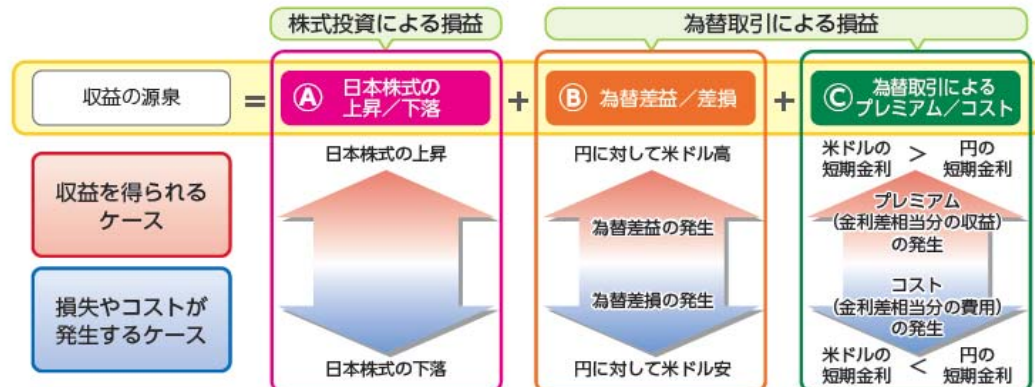 株式投資による損益
為替取引による損益
収益の源泉
=
Ⓐ
日本株式の
上昇/下落
+
Ⓑ
為替差益/差損
+
Ⓒ
為替取引による
プレミアム/コスト
収益を得られる
ケース
日本株式の上昇
円に対して米ドル高
米ドルの
短期金利
>
円の
短期金利
為替差益の発生
プレミアム
(金利差相当分の収益)
の発生
損失やコストが
発生するケース
為替差損の発生
コスト
(金利差相当分の費用)
の発生
日本株式の下落
円に対して米ドル安
米ドルの
短期金利
<
円の
短期金利